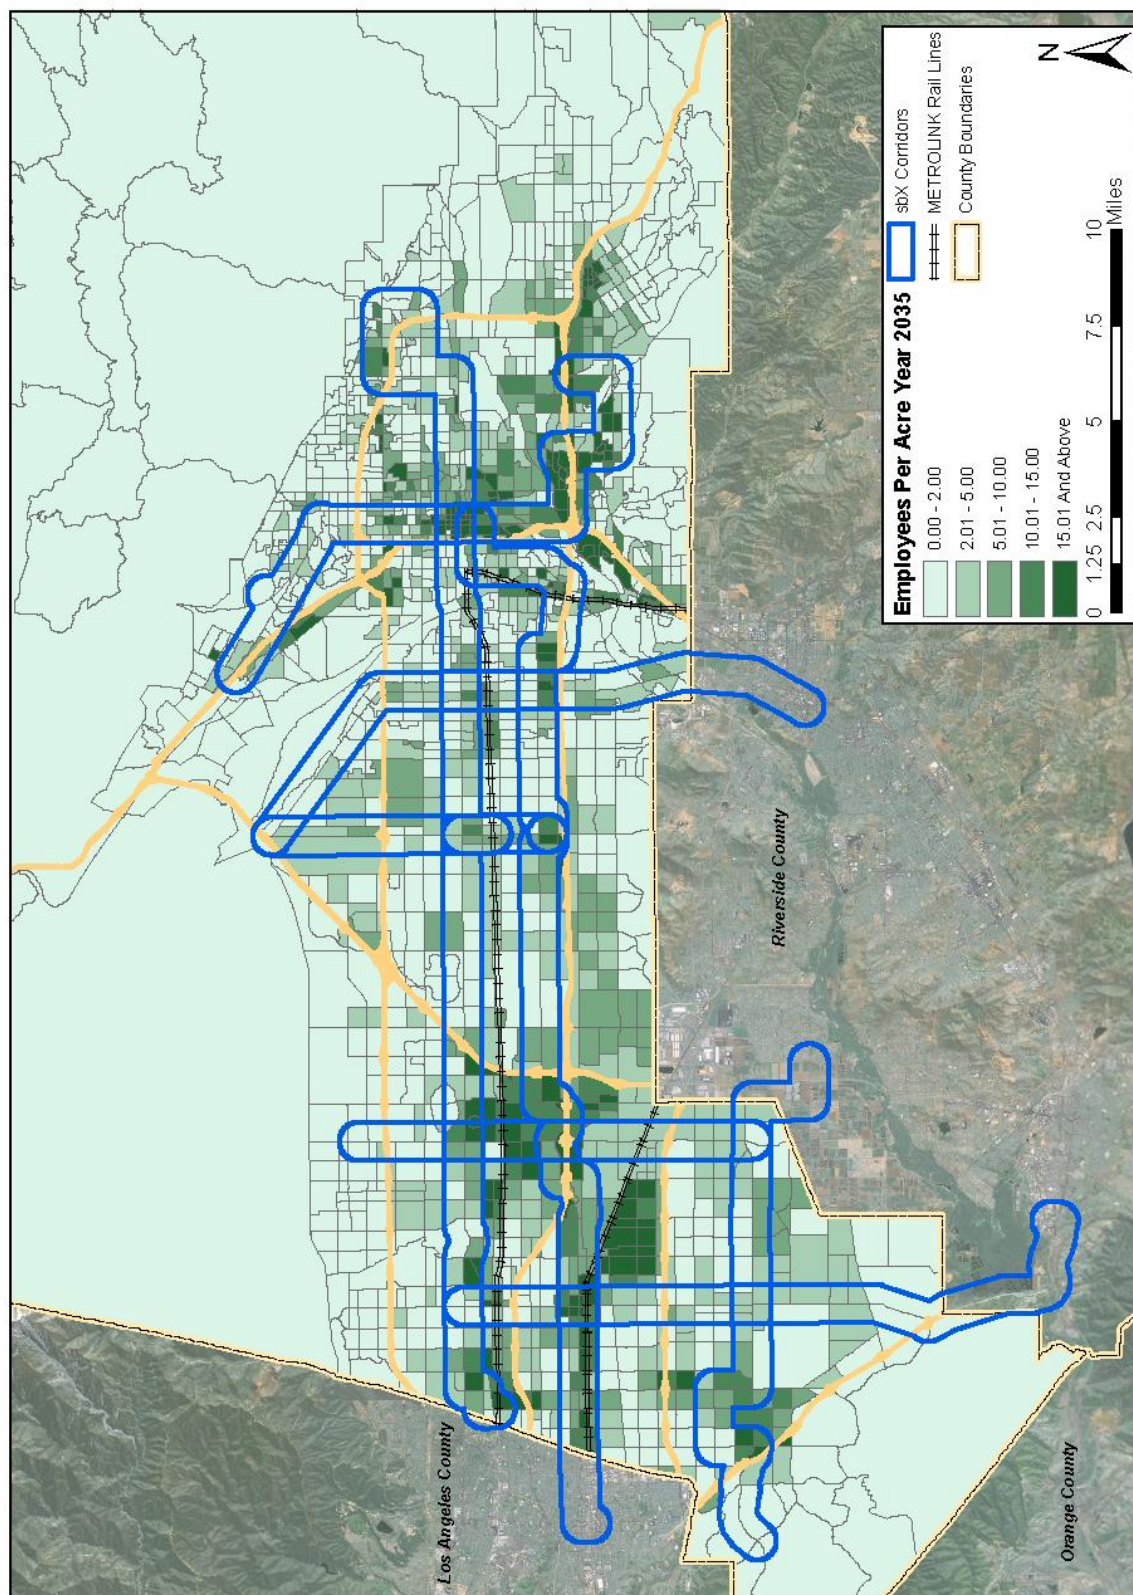 Los Angeles County
Riverside County
Orange County
Employees Per Acre Year 2035
0.00 - 2.00
2.01 - 5.00
5.01 - 10.00
10.01 - 15.00
15.01 And Above
sbX Corridors
METROLINK Rail Lines
County Boundaries
N
0 1.25 2.5 5 7.5 10
Miles